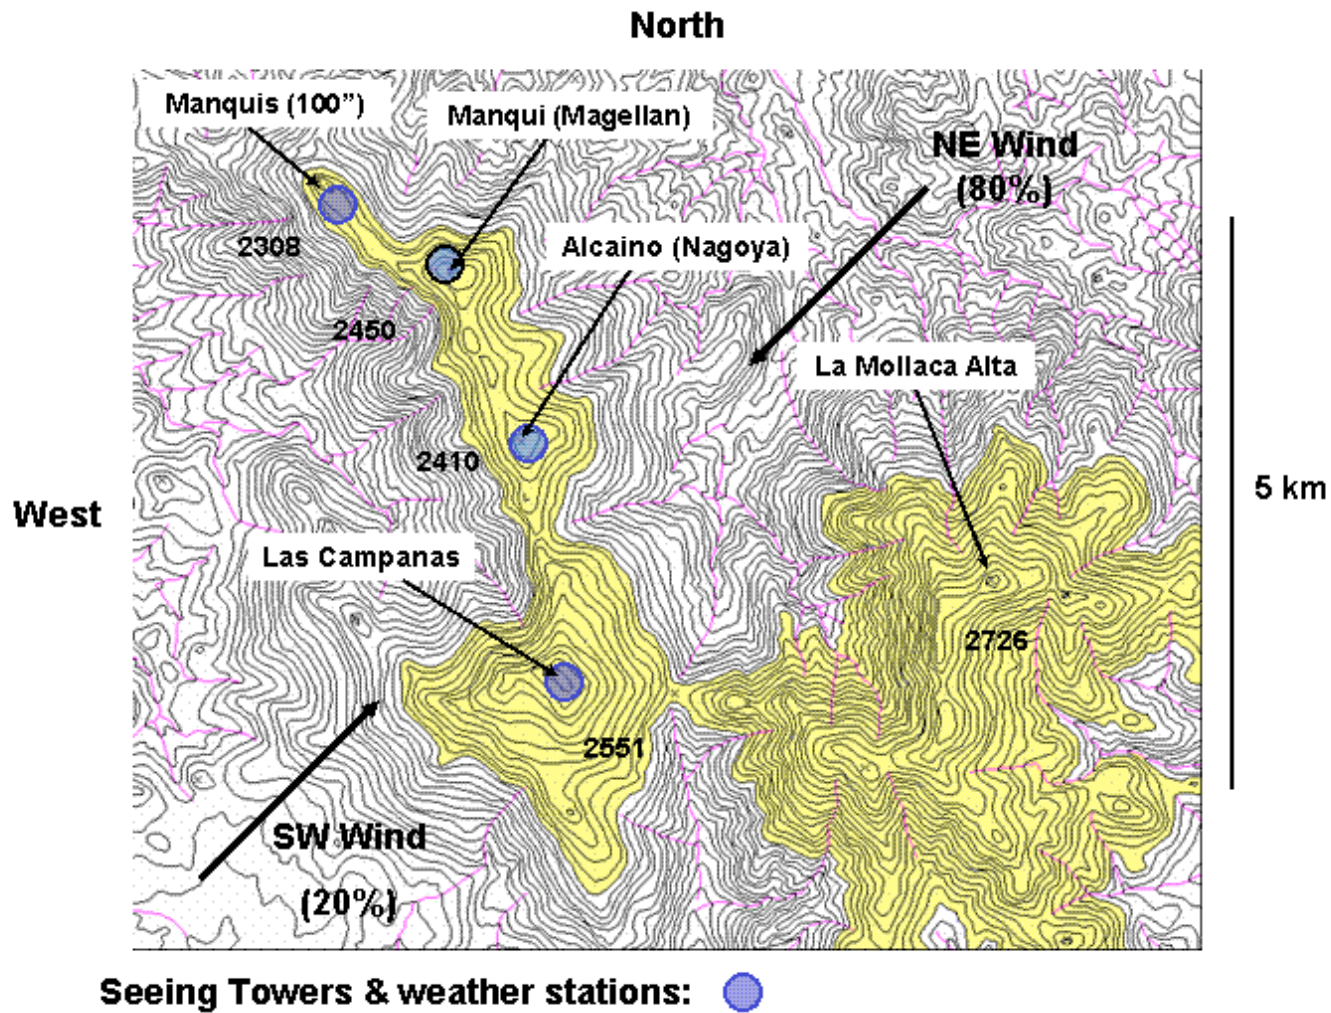 North
Manquis (100”)
Manqui (Magellan)
NE Wind
(80%)
Alcaino (Nagoya)
2308
2450
La Mollaca Alta
2410
5 km
West
Las Campanas
2726
2551
SW Wind
(20%)
Seeing Towers & weather stations: